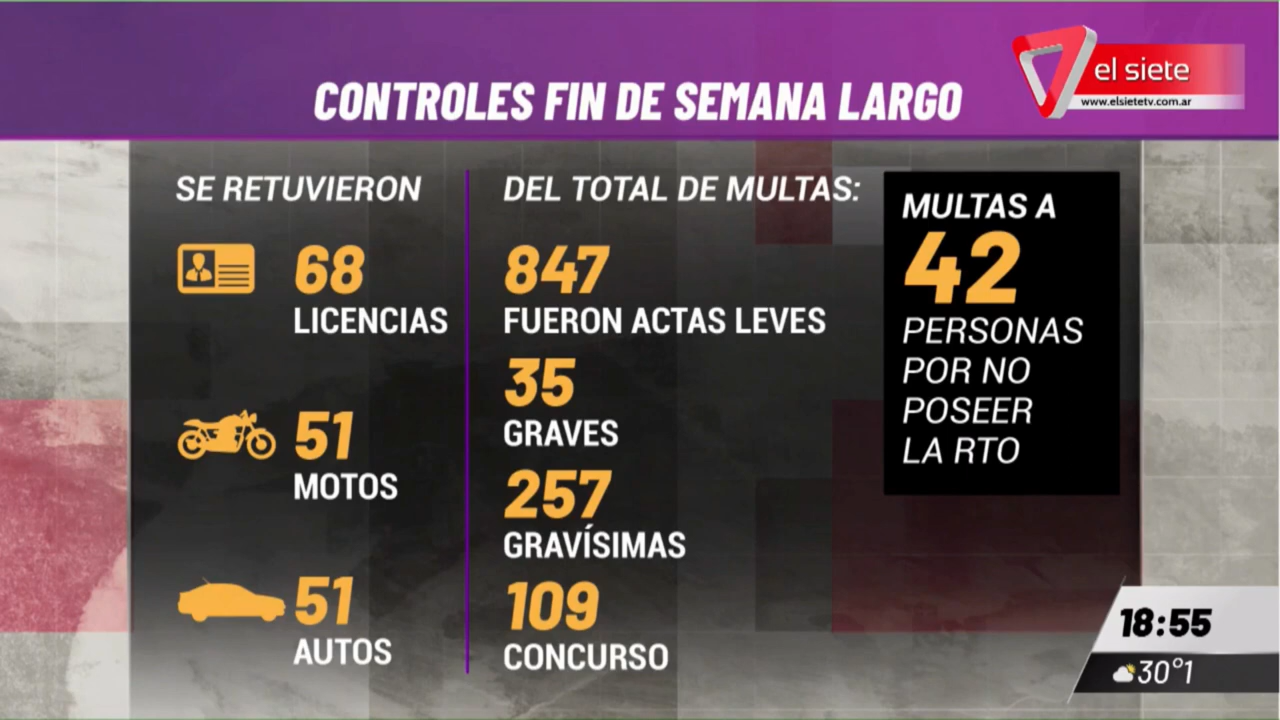 CONTROLES FIN DE SEMANA LARGO
el siete
www.elsietetv.com.ar
SE RETUVIERON
68
LICENCIAS
51
MOTOS
51
AUTOS
DEL TOTAL DE MULTAS:
847
FUERON ACTAS LEVES
35
GRAVES
257
GRAVÍSIMAS
109
CONCURSO
MULTAS A
42
PERSONAS
POR NO
POSEER
LA RTO
18:55
30°1